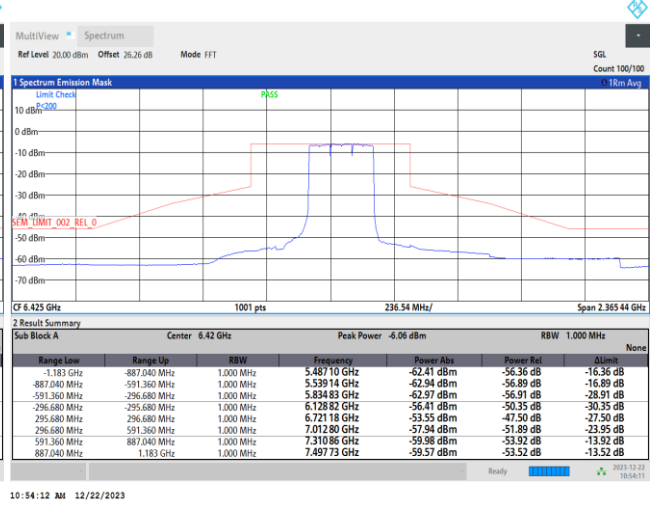 MultiView Spectrum
Ref Level 20.00 dBm Offset 26.26 dB Mode FFT SGL
Count 100/100
1 Spectrum Emission Mask 1Rm Avg
Limit Check PASS
P<200
10 dBm
0 dBm
-10 dBm
-20 dBm
-30 dBm
-40 dBm
SEM_LIMIT_002_REL_0
-50 dBm
-60 dBm
-70 dBm
CF 6.425 GHz 1001 pts 236.54 MHz/ Span 2.365 44 GHz
2 Result Summary
Sub Block A Center 6.42 GHz Peak Power -6.06 dBm RBW 1.000 MHz
None
Range Low Range Up RBW Frequency Power Abs Power Rel ΔLimit
-1.183 GHz -887.040 MHz 1.000 MHz 5.487 10 GHz -62.41 dBm -56.36 dB -16.36 dB
-887.040 MHz -591.360 MHz 1.000 MHz 5.539 14 GHz -62.94 dBm -56.89 dB -16.89 dB
-591.360 MHz -296.680 MHz 1.000 MHz 5.834 83 GHz -62.97 dBm -56.91 dB -28.91 dB
-296.680 MHz -295.680 MHz 1.000 MHz 6.128 82 GHz -56.41 dBm -50.35 dB -30.35 dB
295.680 MHz 296.680 MHz 1.000 MHz 6.721 18 GHz -53.55 dBm -47.50 dB -27.50 dB
296.680 MHz 591.360 MHz 1.000 MHz 7.012 80 GHz -57.94 dBm -51.89 dB -23.95 dB
591.360 MHz 887.040 MHz 1.000 MHz 7.310 86 GHz -59.98 dBm -53.92 dB -13.92 dB
887.040 MHz 1.183 GHz 1.000 MHz 7.497 73 GHz -59.57 dBm -53.52 dB -13.52 dB
Ready 2023-12-22
10:54:11
10:54:12 AM 12/22/2023